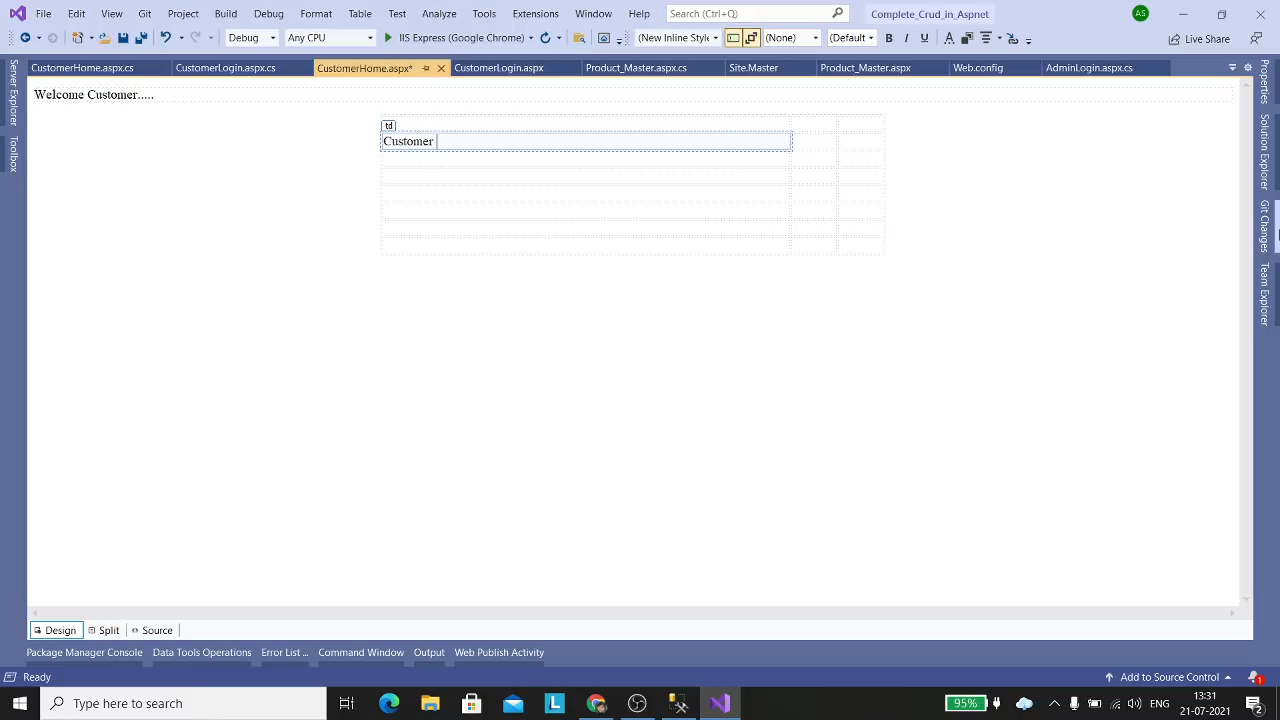 File Edit View Project Build Debug Format Table Tools Extensions Window Help Search (Ctrl+Q) Complete_Crud_in_Aspnet AS
Debug Any CPU IIS Express (Google Chrome) (New Inline Style (None) (Default B I U A Live Share
CustomerHome.aspx.cs CustomerLogin.aspx.cs CustomerHome.aspx* CustomerLogin.aspx Product_Master.aspx.cs Site.Master Product_Master.aspx Web.config AdminLogin.aspx.cs
Server Explorer
Toolbox
Properties
Solution Explorer
Git Changes
Team Explorer
Welcome Customer.....
td
Customer
Design Split Source
Package Manager Console Data Tools Operations Error List ... Command Window Output Web Publish Activity
Ready Add to Source Control 1
Type here to search L 95% ENG 13:31
21-07-2021 2